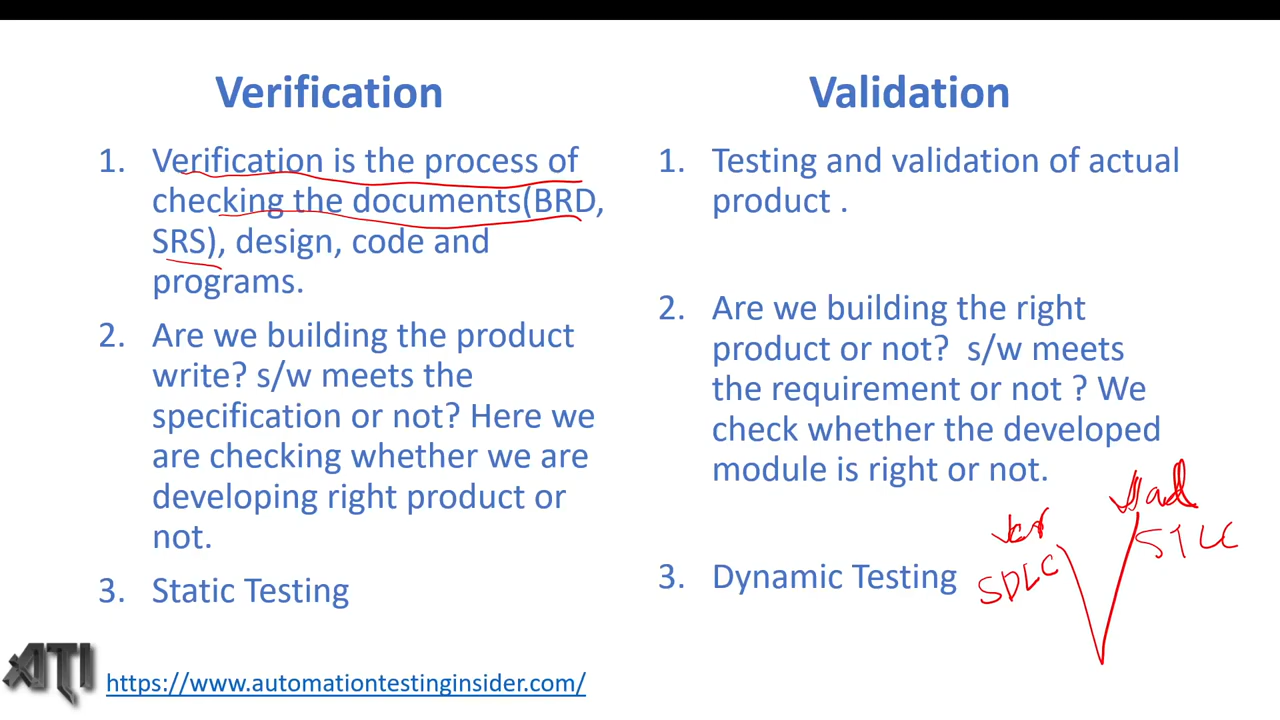 Verification
1. Verification is the process of
checking the documents(BRD,
SRS), design, code and
programs.
2. Are we building the product
write? s/w meets the
specification or not? Here we
are checking whether we are
developing right product or
not.
3. Static Testing
Validation
1. Testing and validation of actual
product .
2. Are we building the right
product or not?  s/w meets
the requirement or not ? We
check whether the developed
module is right or not.
3. Dynamic Testing
SDLC
STLC
ATI
https://www.automationtestinginsider.com/